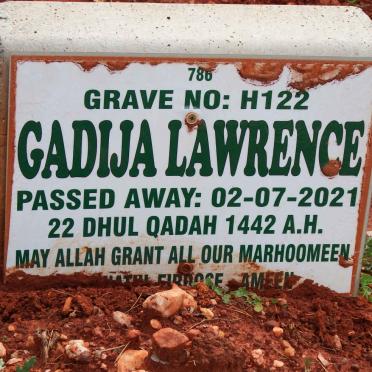 786
GRAVE NO: H122
GADIJA LAWRENCE
PASSED AWAY: 02-07-2021
22 DHUL QADAH 1442 A.H.
MAY ALLAH GRANT ALL OUR MARHOOMEEN
FIRDOSE - AMEEN